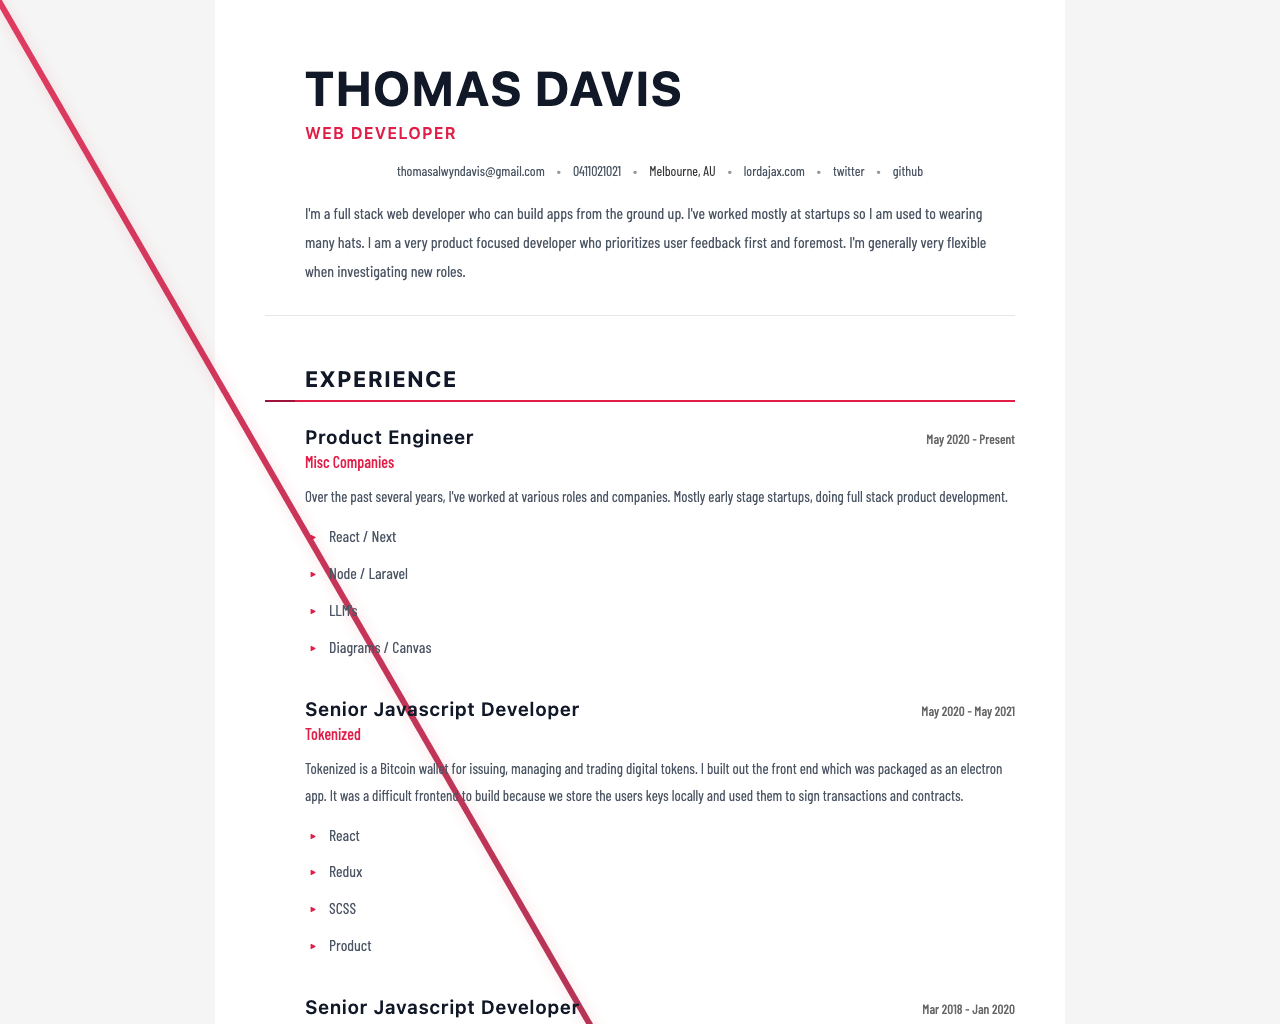 THOMAS DAVIS
WEB DEVELOPER
thomasalwyndavis@gmail.com • 0411021021 • Melbourne, AU • lordajax.com • twitter • github
I'm a full stack web developer who can build apps from the ground up. I've worked mostly at startups so I am used to wearing
many hats. I am a very product focused developer who prioritizes user feedback first and foremost. I'm generally very flexible
when investigating new roles.
EXPERIENCE
Product Engineer
May 2020 - Present
Misc Companies
Over the past several years, I've worked at various roles and companies. Mostly early stage startups, doing full stack product development.
▸ React / Next
▸ Node / Laravel
▸ LLMs
▸ Diagrams / Canvas
Senior Javascript Developer
May 2020 - May 2021
Tokenized
Tokenized is a Bitcoin wallet for issuing, managing and trading digital tokens. I built out the front end which was packaged as an electron
app. It was a difficult frontend to build because we store the users keys locally and used them to sign transactions and contracts.
▸ React
▸ Redux
▸ SCSS
▸ Product
Senior Javascript Developer
Mar 2018 - Jan 2020